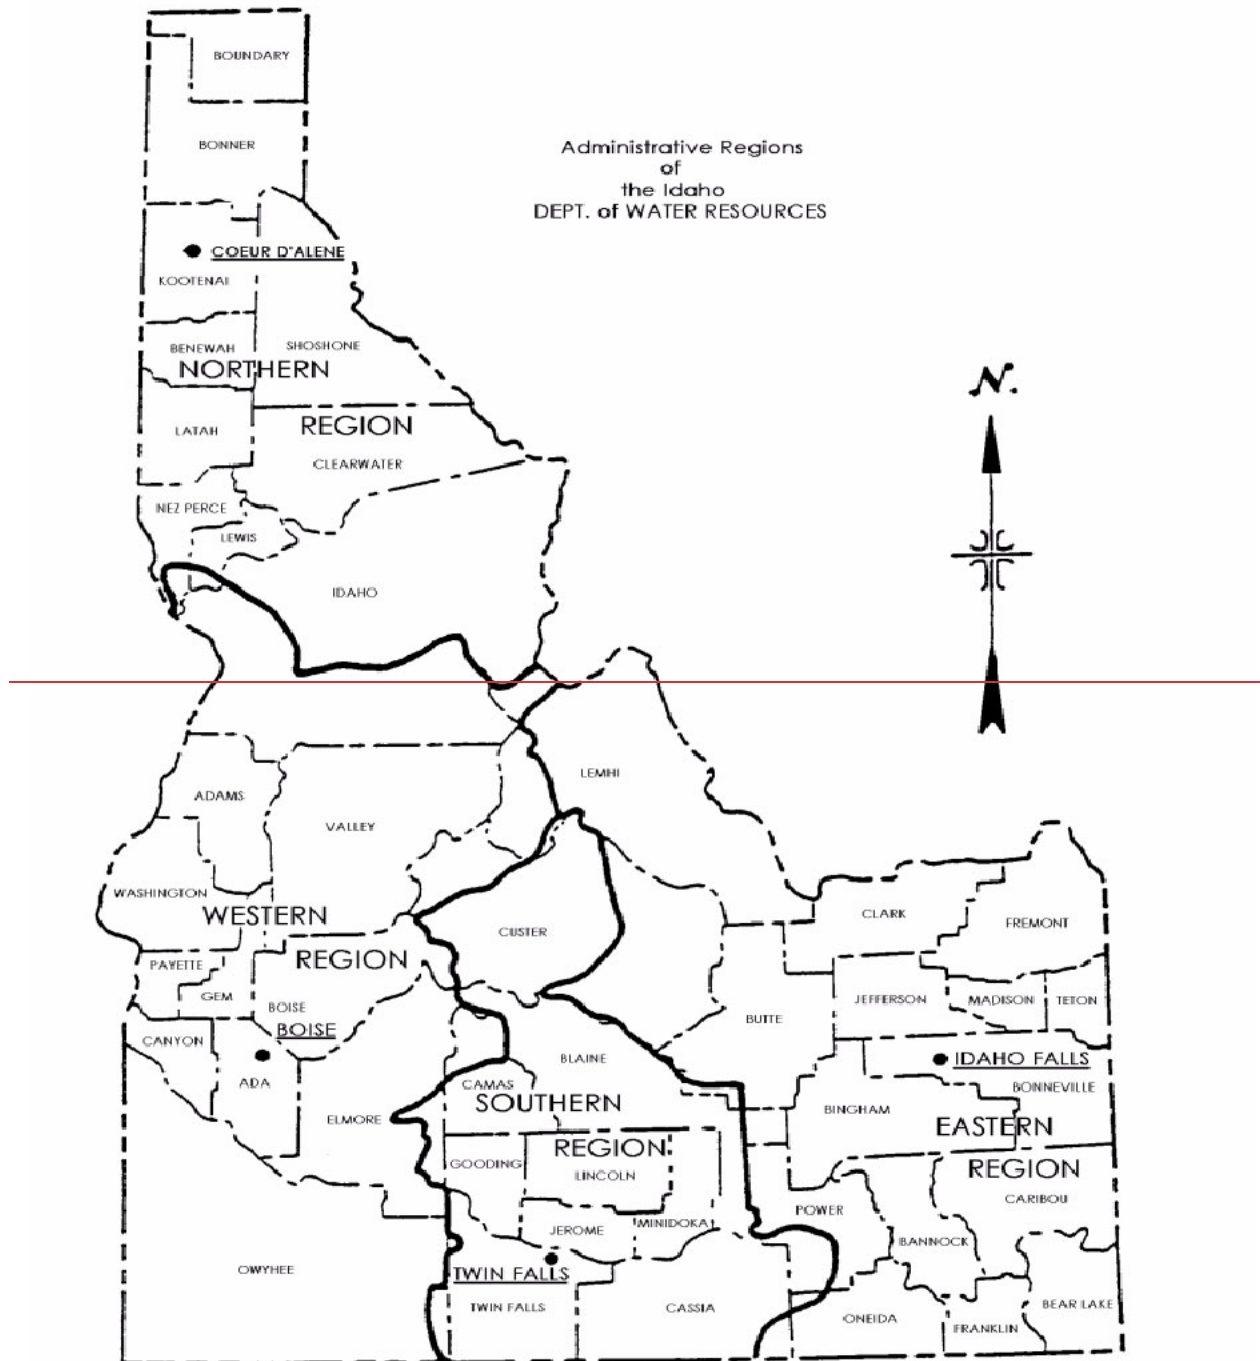 BOUNDARY
BONNER
Administrative Regions
of
the Idaho
DEPT. of WATER RESOURCES
COEUR D'ALENE
KOOTENAII
BENEWAH
SHOSHONE
NORTHERN
REGION
LATAH
CLEARWATER
N.
INEZ PERCE
LEWIS
IDAHO
LEMHI
ADAMS
VALLEY
WASHINGTON
WESTERN
REGION
CUSTER
CLARK
FREMONT
PAYETTE
GEM
BOISE
BOISE
JEFFERSON
MADISON
TETON
BUTTE
CANYON
ADA
BLAINE
IDAHO FALLS
BONNEVILLE
CAMAS
SOUTHERN
REGION
ELMORE
BINGHAM
EASTERN
REGION
GOODING
LINCOLN
CARIBOU
POWER
JEROME
MINIDOKA
BANNOCK
OWYHEE
TWIN FALLS
TWIN FALLS
CASSIA
ONEIDA
FRANKLIN
BEAR LAKE